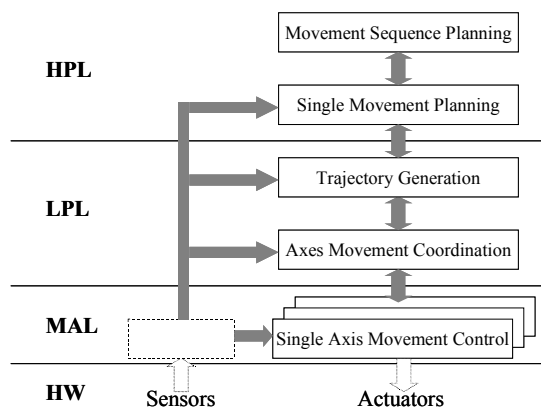 Movement Sequence Planning
HPL
Single Movement Planning
Trajectory Generation
LPL
Axes Movement Coordination
MAL
Single Axis Movement Control
HW
Sensors
Actuators